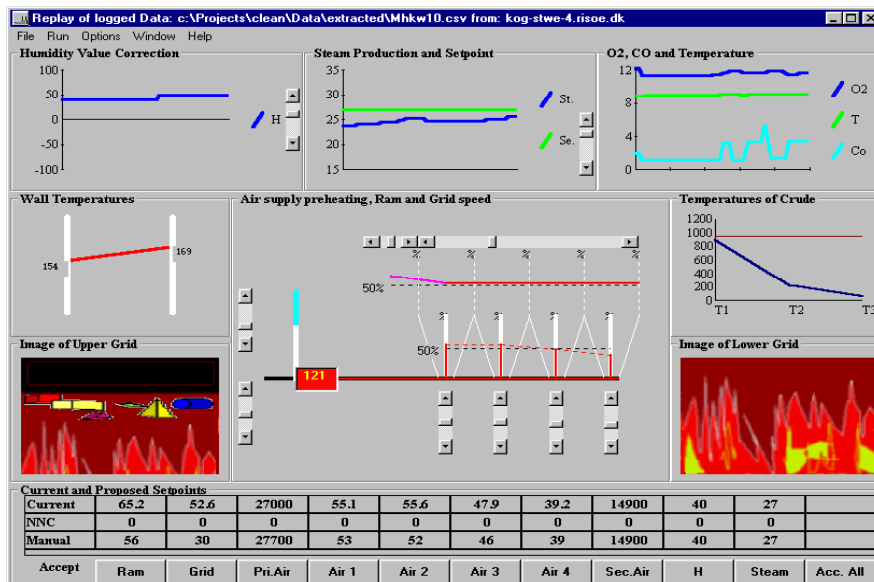 Replay of logged Data: c:\Projects\clean\Data\extracted\Mhkw10.csv from: kog-stwe-4.risoe.dk
File Run Options Window Help
Humidity Value Correction
100
50
0
-50
-100
H
Steam Production and Setpoint
35
30
25
20
15
St.
Se.
O2, CO and Temperature
12
8
4
0
O2
T
Co
Wall Temperatures
154
169
Air supply preheating, Ram and Grid speed
% % % % %
50%
% % % %
50%
121
Temperatures of Crude
1200
1000
800
600
400
200
0
T1 T2 T3
Image of Upper Grid
Image of Lower Grid
Current and Proposed Setpoints
Current 65.2 52.6 27000 55.1 55.6 47.9 39.2 14900 40 27
NNC 0 0 0 0 0 0 0 0 0 0
Manual 56 30 27700 53 52 46 39 14900 40 27
Accept Ram Grid Pri.Air Air 1 Air 2 Air 3 Air 4 Sec.Air H Steam Acc. All